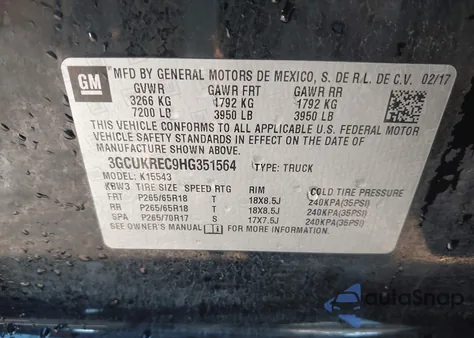 GM
MFD BY GENERAL MOTORS DE MEXICO, S. DE R.L. DE C.V. 02/17
GVWR GAWR FRT GAWR RR
3266 KG 1792 KG 1792 KG
7200 LB 3950 LB 3950 LB
THIS VEHICLE CONFORMS TO ALL APPLICABLE U.S. FEDERAL MOTOR
VEHICLE SAFETY STANDARDS IN EFFECT ON THE DATE OF
MANUFACTURE SHOWN ABOVE.
3GCUKREC9HG351564 TYPE: TRUCK
MODEL: K15543
KBW3 TIRE SIZE SPEED RTG RIM COLD TIRE PRESSURE
FRT P265/65R18 T 18X8.5J 240KPA(35PSI)
RR P265/65R18 T 18X8.5J 240KPA(35PSI)
SPA P265/70R17 S 17X7.5J 240KPA(35PSI)
SEE OWNER'S MANUAL FOR ADDITIONAL INFORMATION.
autoSnap